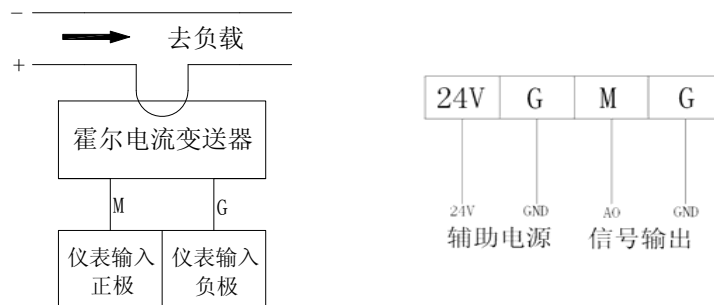 −
去负载
+
霍尔电流变送器
M G
仪表输入 仪表输入
正极 负极
24V G M G
24V GND AO GND
辅助电源 信号输出